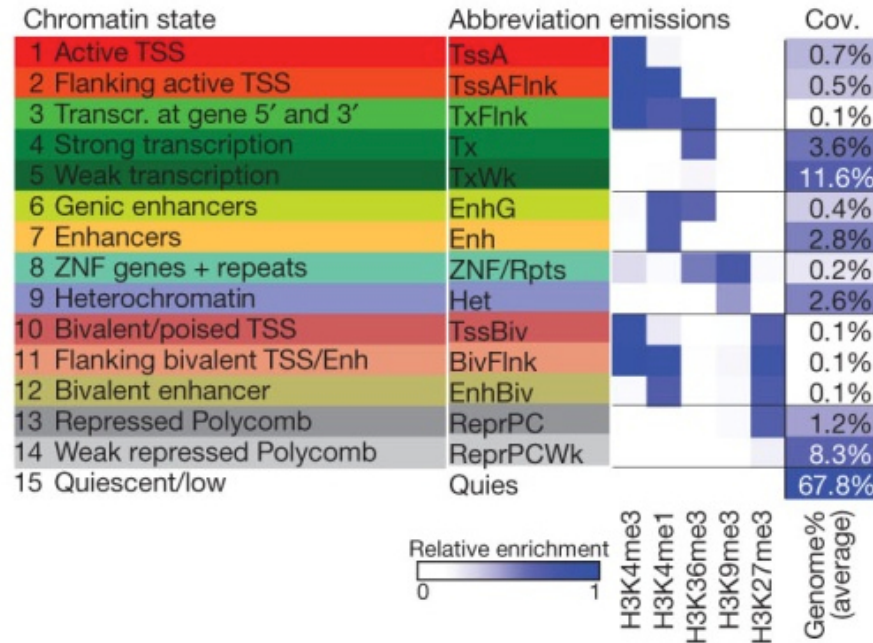 Chromatin state Abbreviation emissions Cov.
1 Active TSS TssA 0.7%
2 Flanking active TSS TssAFlnk 0.5%
3 Transcr. at gene 5′ and 3′ TxFlnk 0.1%
4 Strong transcription Tx 3.6%
5 Weak transcription TxWk 11.6%
6 Genic enhancers EnhG 0.4%
7 Enhancers Enh 2.8%
8 ZNF genes + repeats ZNF/Rpts 0.2%
9 Heterochromatin Het 2.6%
10 Bivalent/poised TSS TssBiv 0.1%
11 Flanking bivalent TSS/Enh BivFlnk 0.1%
12 Bivalent enhancer EnhBiv 0.1%
13 Repressed Polycomb ReprPC 1.2%
14 Weak repressed Polycomb ReprPCWk 8.3%
15 Quiescent/low Quies 67.8%
Relative enrichment
0 1
H3K4me3
H3K4me1
H3K36me3
H3K9me3
H3K27me3
Genome%
(average)